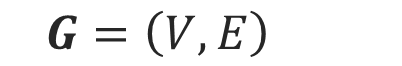 G = (V, E)